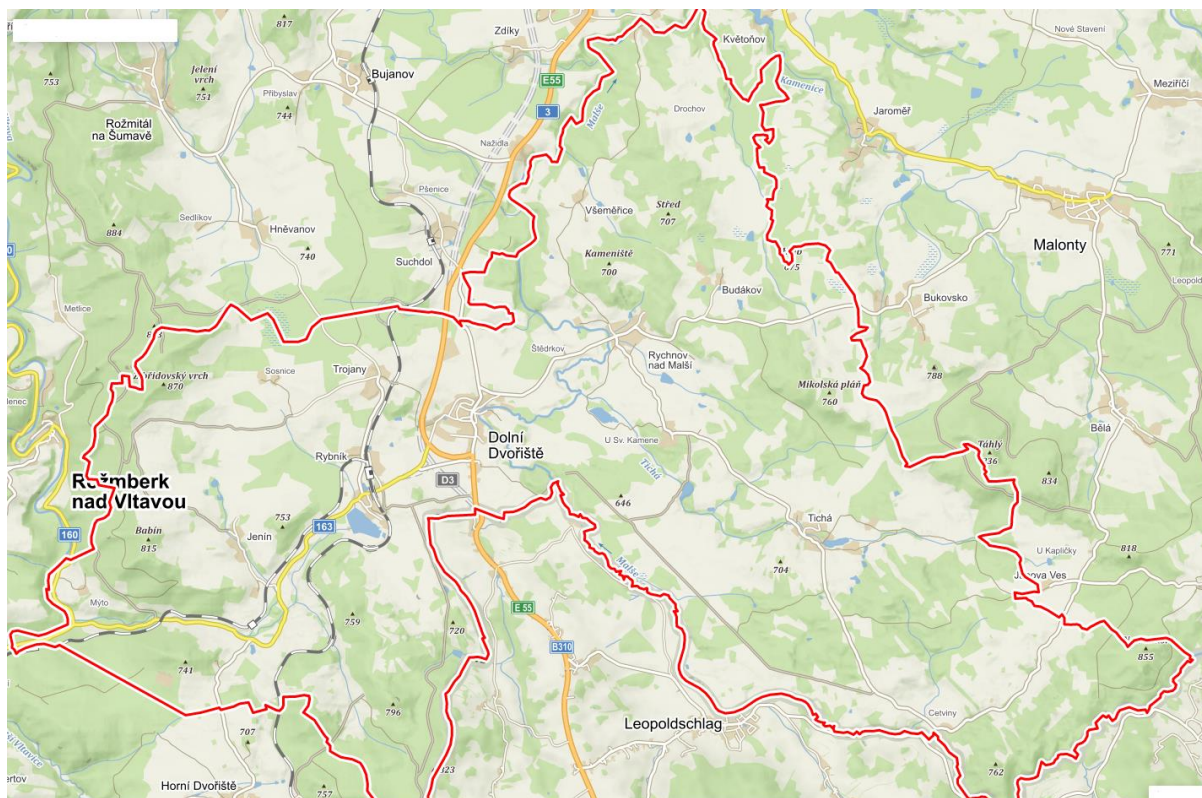 817
Zdíky
Květoňov
Nové Stavení
753
Jelení
vrch
751
Bujanov
E55
Kamenice
Meziříčí
Přibyslav
744
3
Malše
Drochov
Jaroměř
Rožmitál
na Šumavě
Nažidla
Pšenice
Všeměřice
Střed
707
Sedlíkov
884
Hněvanov
740
Malonty
771
Leopold
Suchdol
Kameniště
700
675
Budákov
Bukovsko
Metlice
Štědrkov
Rychnov
nad Malší
870
Sosnice
Trojany
Mikolská pláň
760
788
Dolní
Dvořiště
U Sv. Kamene
Bělá
Táhlý
Rybník
Tichá
D3
834
Rožmberk
nad Vltavou
646
753
163
Tichá
160
Babín
815
Jenín
Malše
U Kapličky
818
704
Mýto
759
720
E 55
855
741
B310
796
Leopoldschlag
Cetviny
707
762
Horní Dvořiště
757